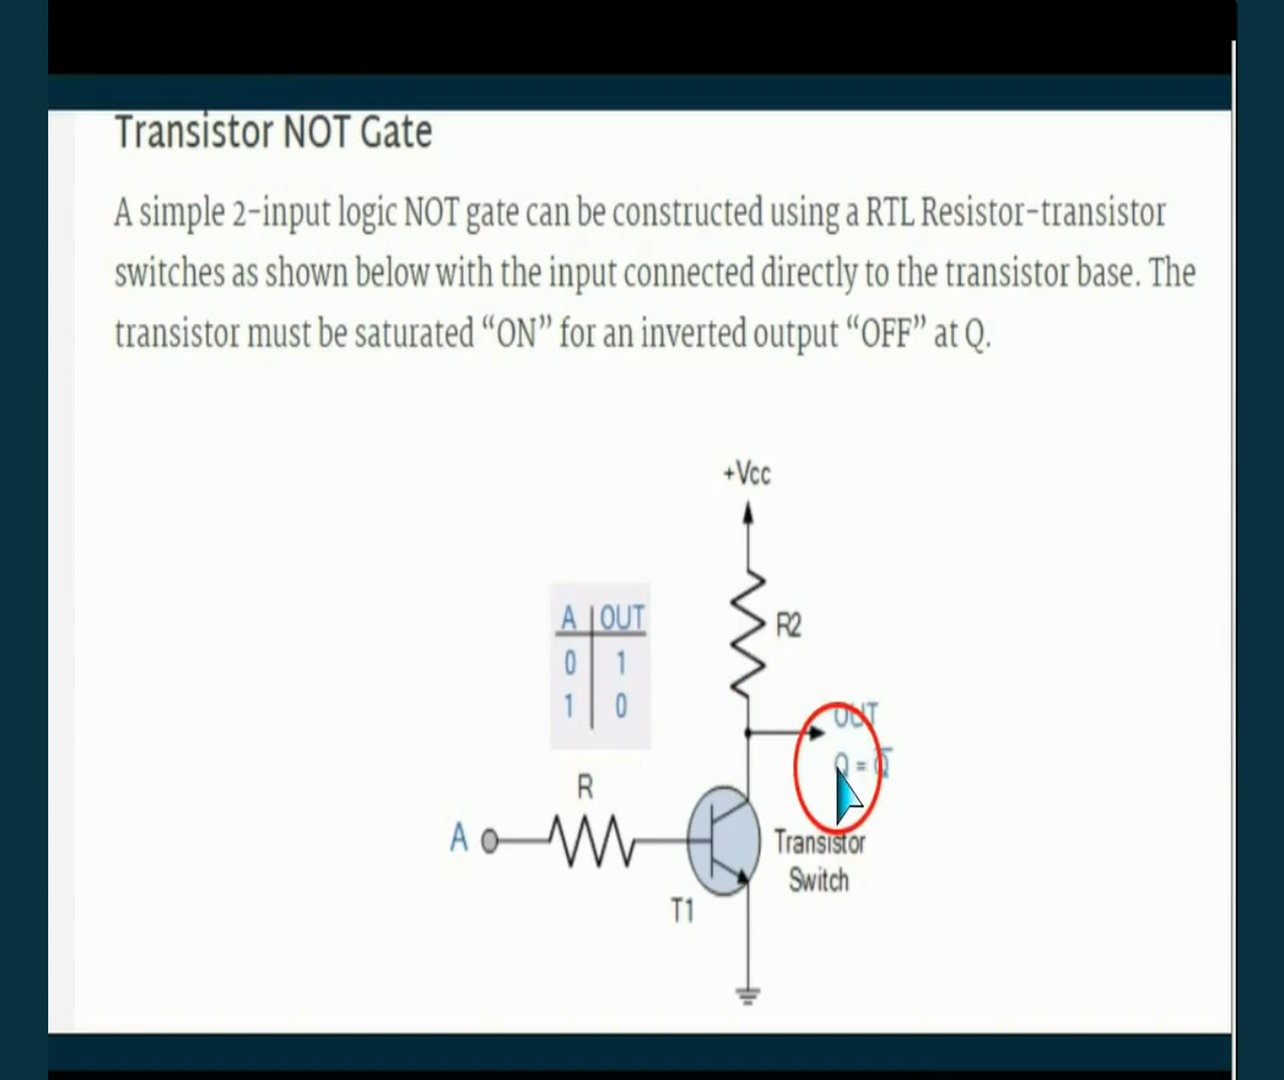 Transistor NOT Gate
A simple 2-input logic NOT gate can be constructed using a RTL Resistor-transistor
switches as shown below with the input connected directly to the transistor base. The
transistor must be saturated “ON” for an inverted output “OFF” at Q.
+Vcc
A OUT
0 1
1 0
R2
OUT
Q = Q̅
R
A
Transistor
Switch
T1